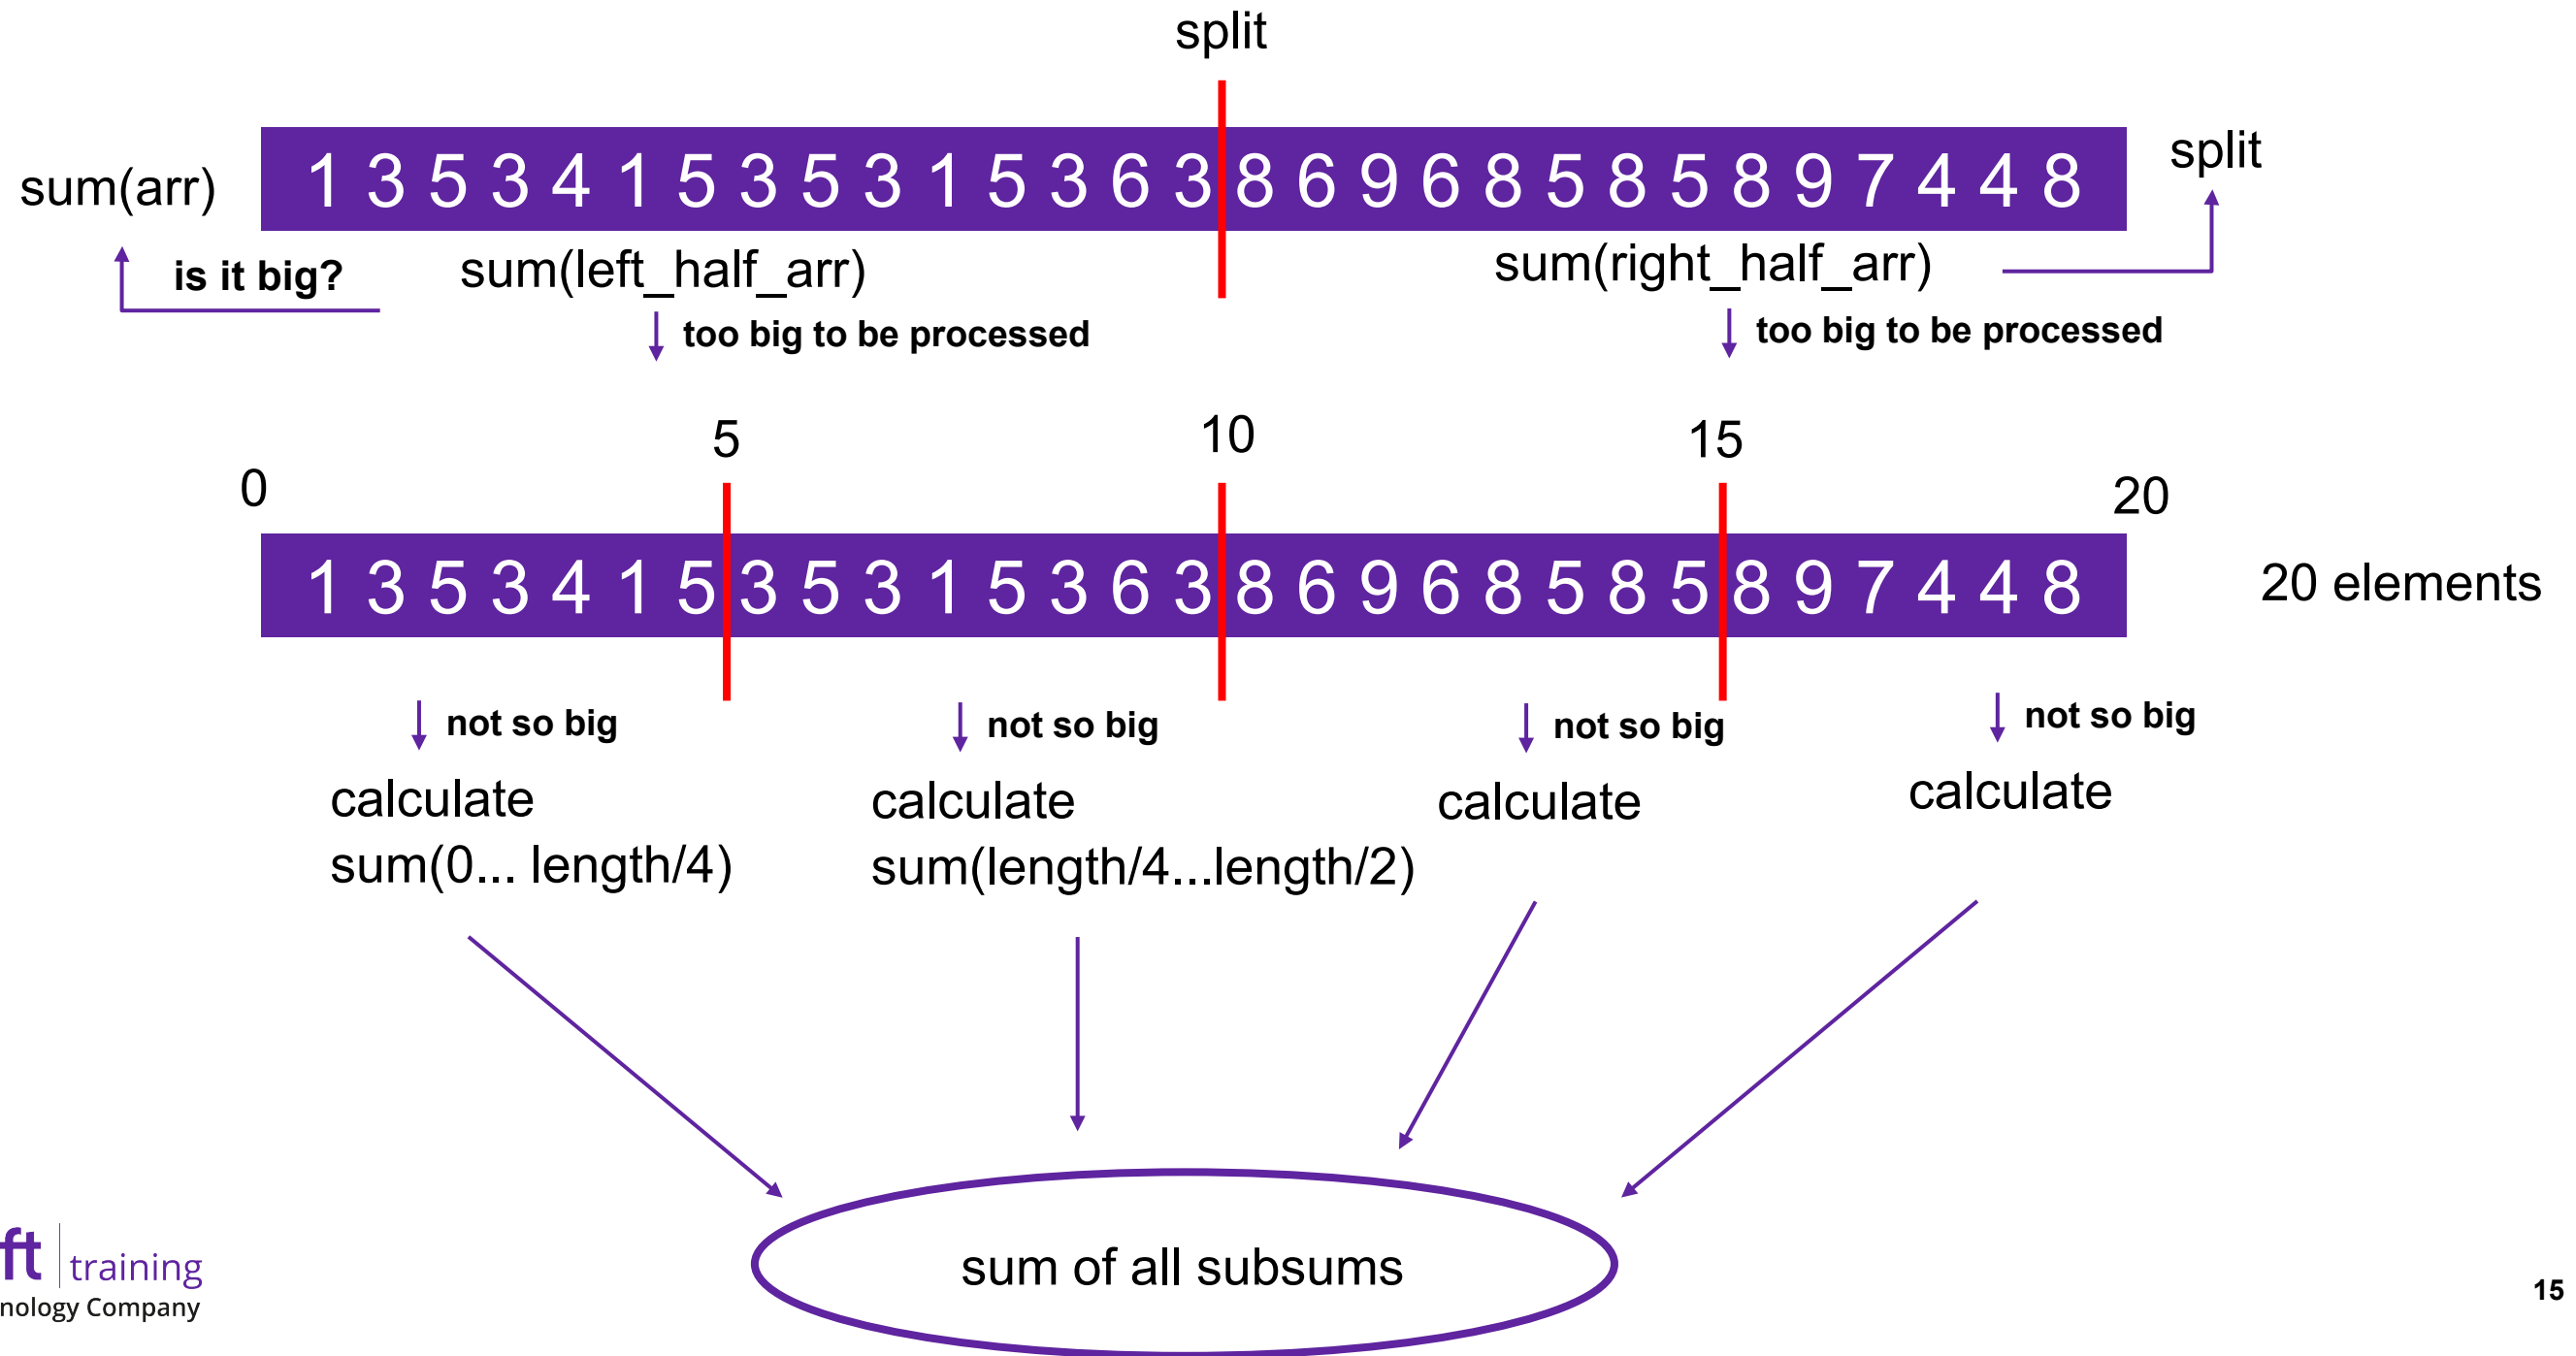 split
sum(arr)
1 3 5 3 4 1 5 3 5 3 1 5 3 6 3 8 6 9 6 8 5 8 5 8 9 7 4 4 8
split
is it big?
sum(left_half_arr)
sum(right_half_arr)
too big to be processed
too big to be processed
0
5
10
15
20
1 3 5 3 4 1 5 3 5 3 1 5 3 6 3 8 6 9 6 8 5 8 5 8 9 7 4 4 8
20 elements
not so big
not so big
not so big
not so big
calculate
sum(0... length/4)
calculate
sum(length/4...length/2)
calculate
calculate
sum of all subsums
ft training
nology Company
15